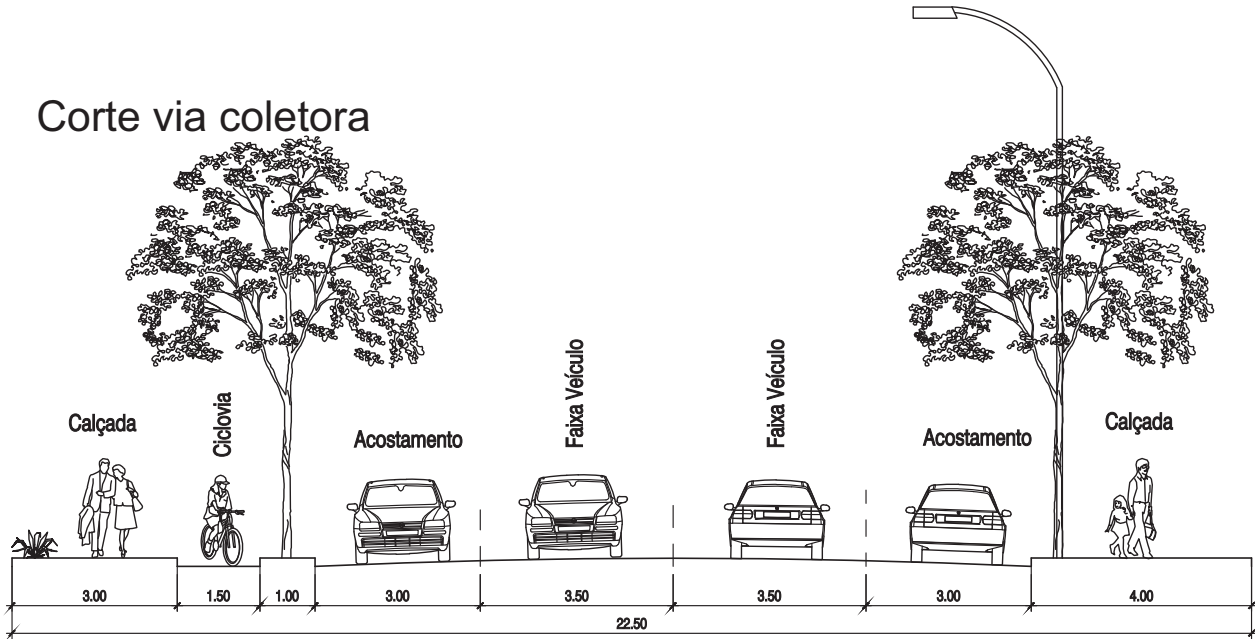 Corte via coletora
Calçada
Ciclovia
Acostamento
Faixa Veículo
Faixa Veículo
Acostamento
Calçada
3.00
1.50
1.00
3.00
3.50
3.50
3.00
4.00
22.50